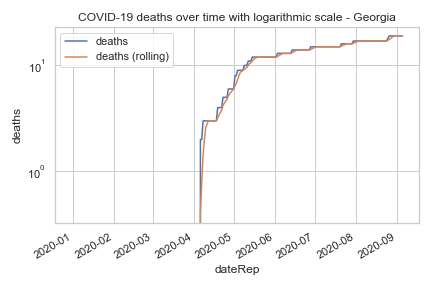 COVID-19 deaths over time with logarithmic scale - Georgia
deaths
deaths (rolling)
10¹
10⁰
deaths
2020-01
2020-02
2020-03
2020-04
2020-05
2020-06
2020-07
2020-08
2020-09
dateRep